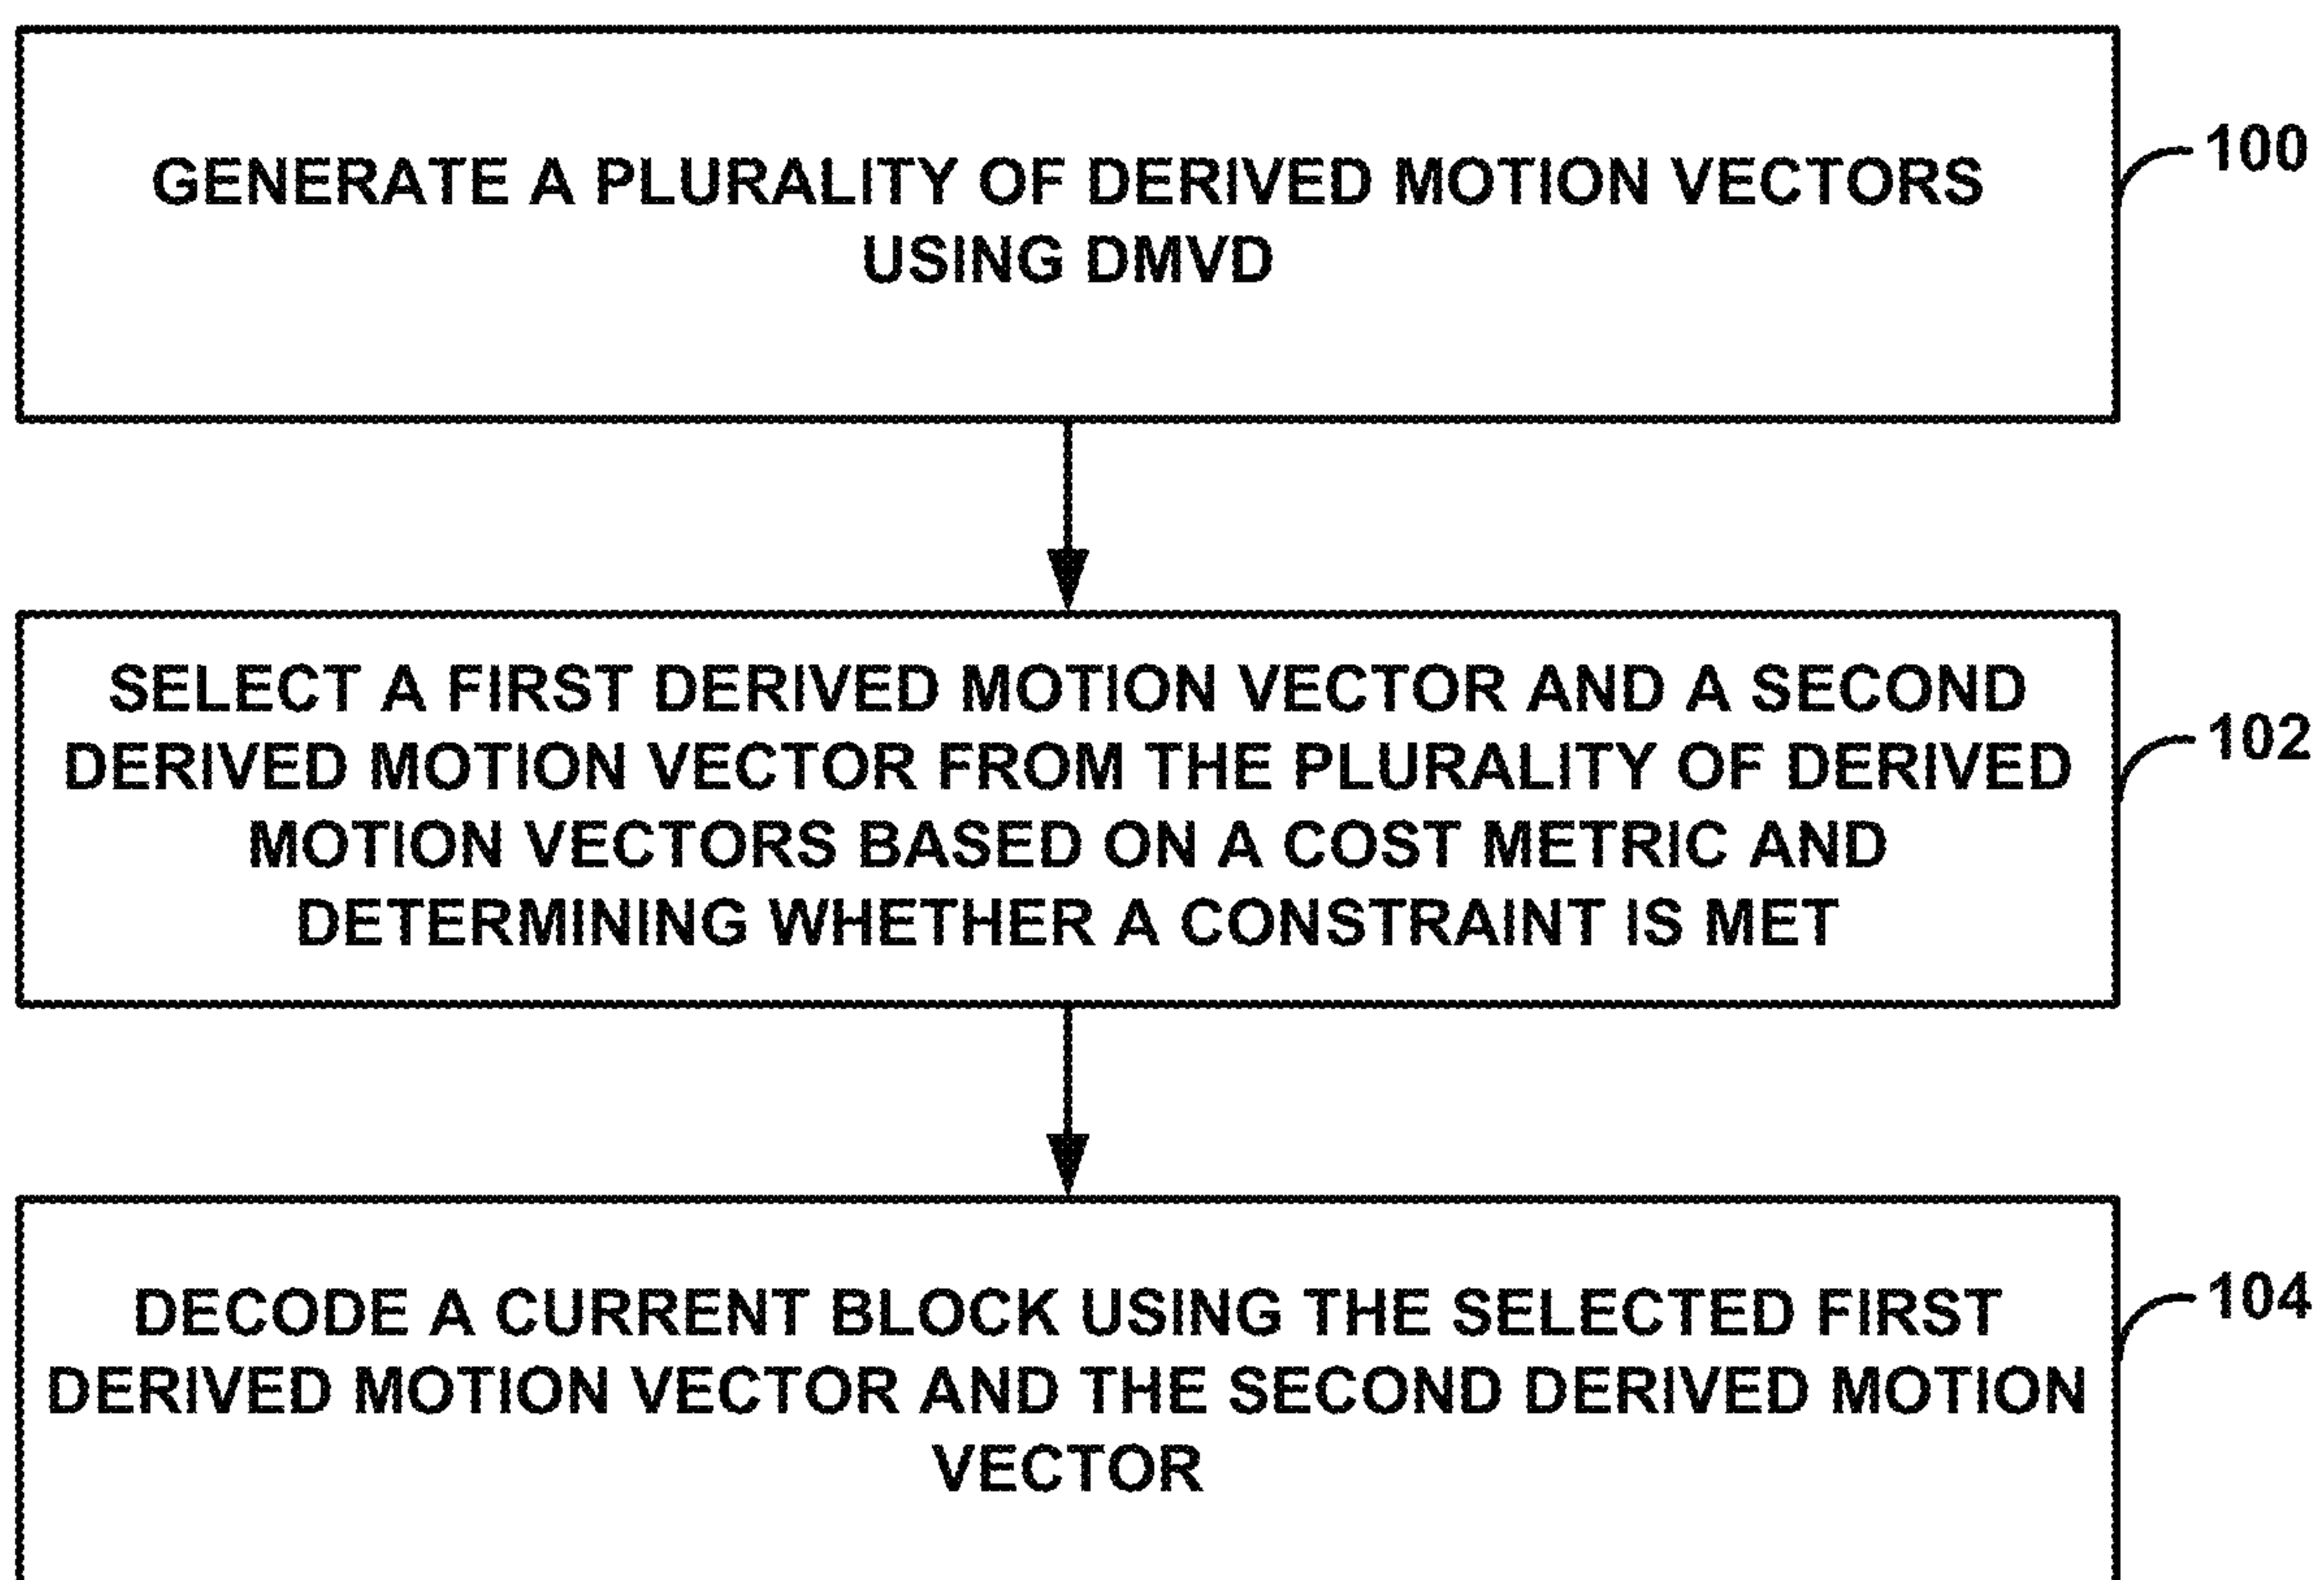 GENERATE A PLURALITY OF DERIVED MOTION VECTORS
USING DMVD
100
SELECT A FIRST DERIVED MOTION VECTOR AND A SECOND
DERIVED MOTION VECTOR FROM THE PLURALITY OF DERIVED
MOTION VECTORS BASED ON A COST METRIC AND
DETERMINING WHETHER A CONSTRAINT IS MET
102
DECODE A CURRENT BLOCK USING THE SELECTED FIRST
DERIVED MOTION VECTOR AND THE SECOND DERIVED MOTION
VECTOR
104